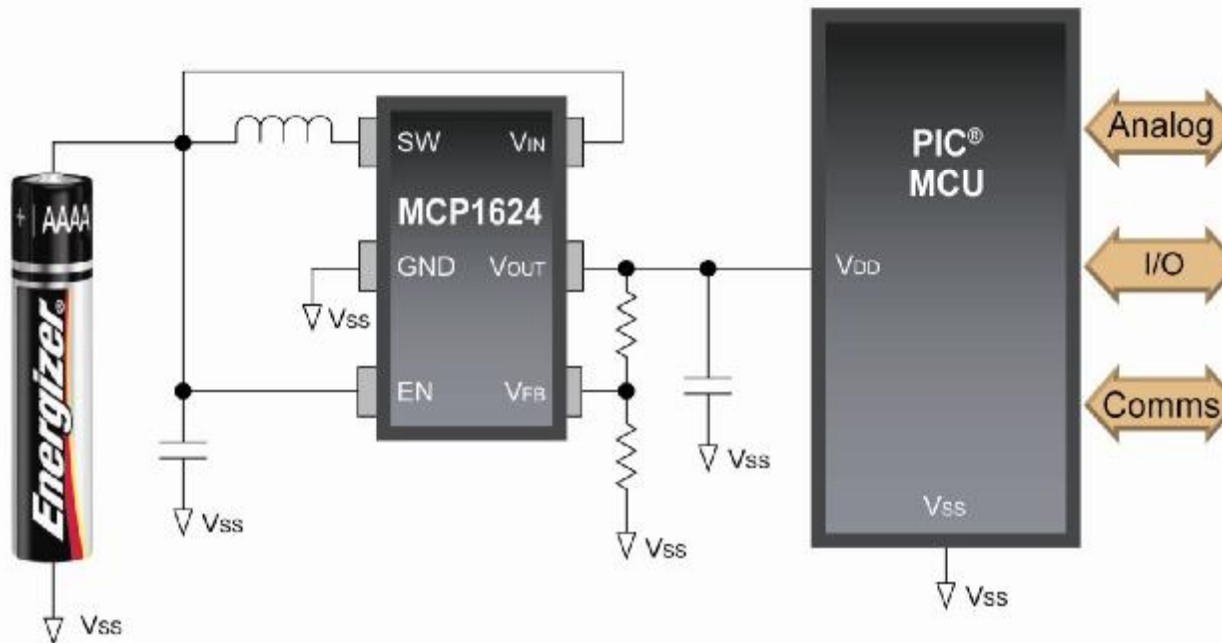 + | AAAA
Energizer®
Vss
Vss
SW
VIN
MCP1624
GND
VOUT
Vss
EN
VFB
Vss
Vss
PIC®
MCU
VDD
Vss
Vss
Analog
I/O
Comms